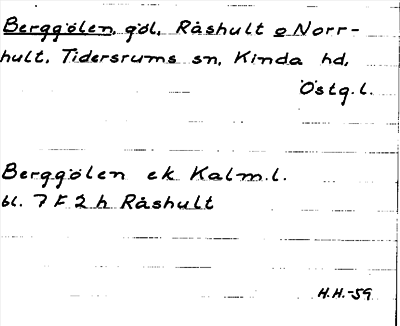 Berggölen, göl, Råshult o Norr-
hult, Tidersrums sn, Kinda hd,
Östg.l.
Berggölen ek Kalm.l.
bl. 7 F 2 h Råshult
H.H.-59